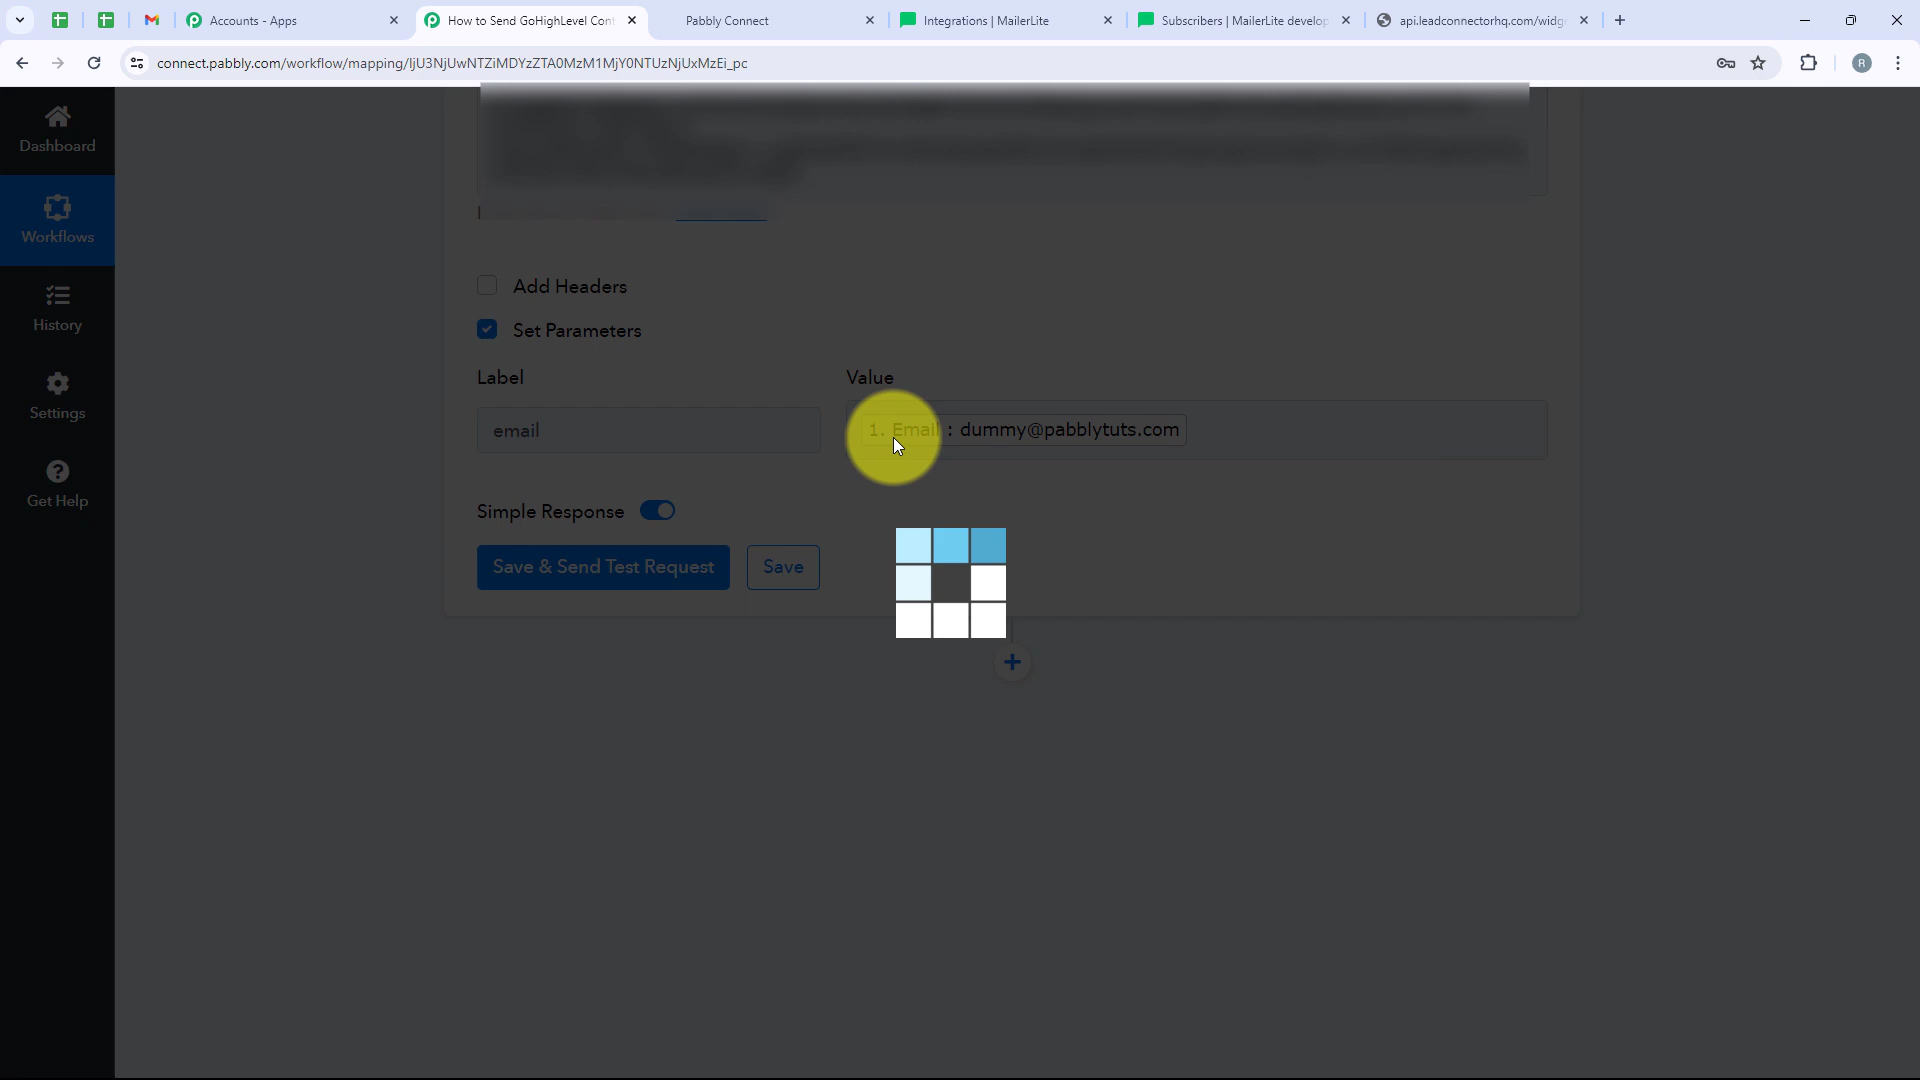 Accounts - Apps
How to Send GoHighLevel Cont
Pabbly Connect
Integrations | MailerLite
Subscribers | MailerLite develop
api.leadconnectorhq.com/widg
connect.pabbly.com/workflow/mapping/IjU3NjUwNTZiMDYzZTA0MzM1MjY0NTUzNjUxMzEi_pc
R
Dashboard
Workflows
History
Settings
Get Help
Add Headers
Set Parameters
Label
Value
email
1. Email : dummy@pabblytuts.com
Simple Response
Save & Send Test Request
Save